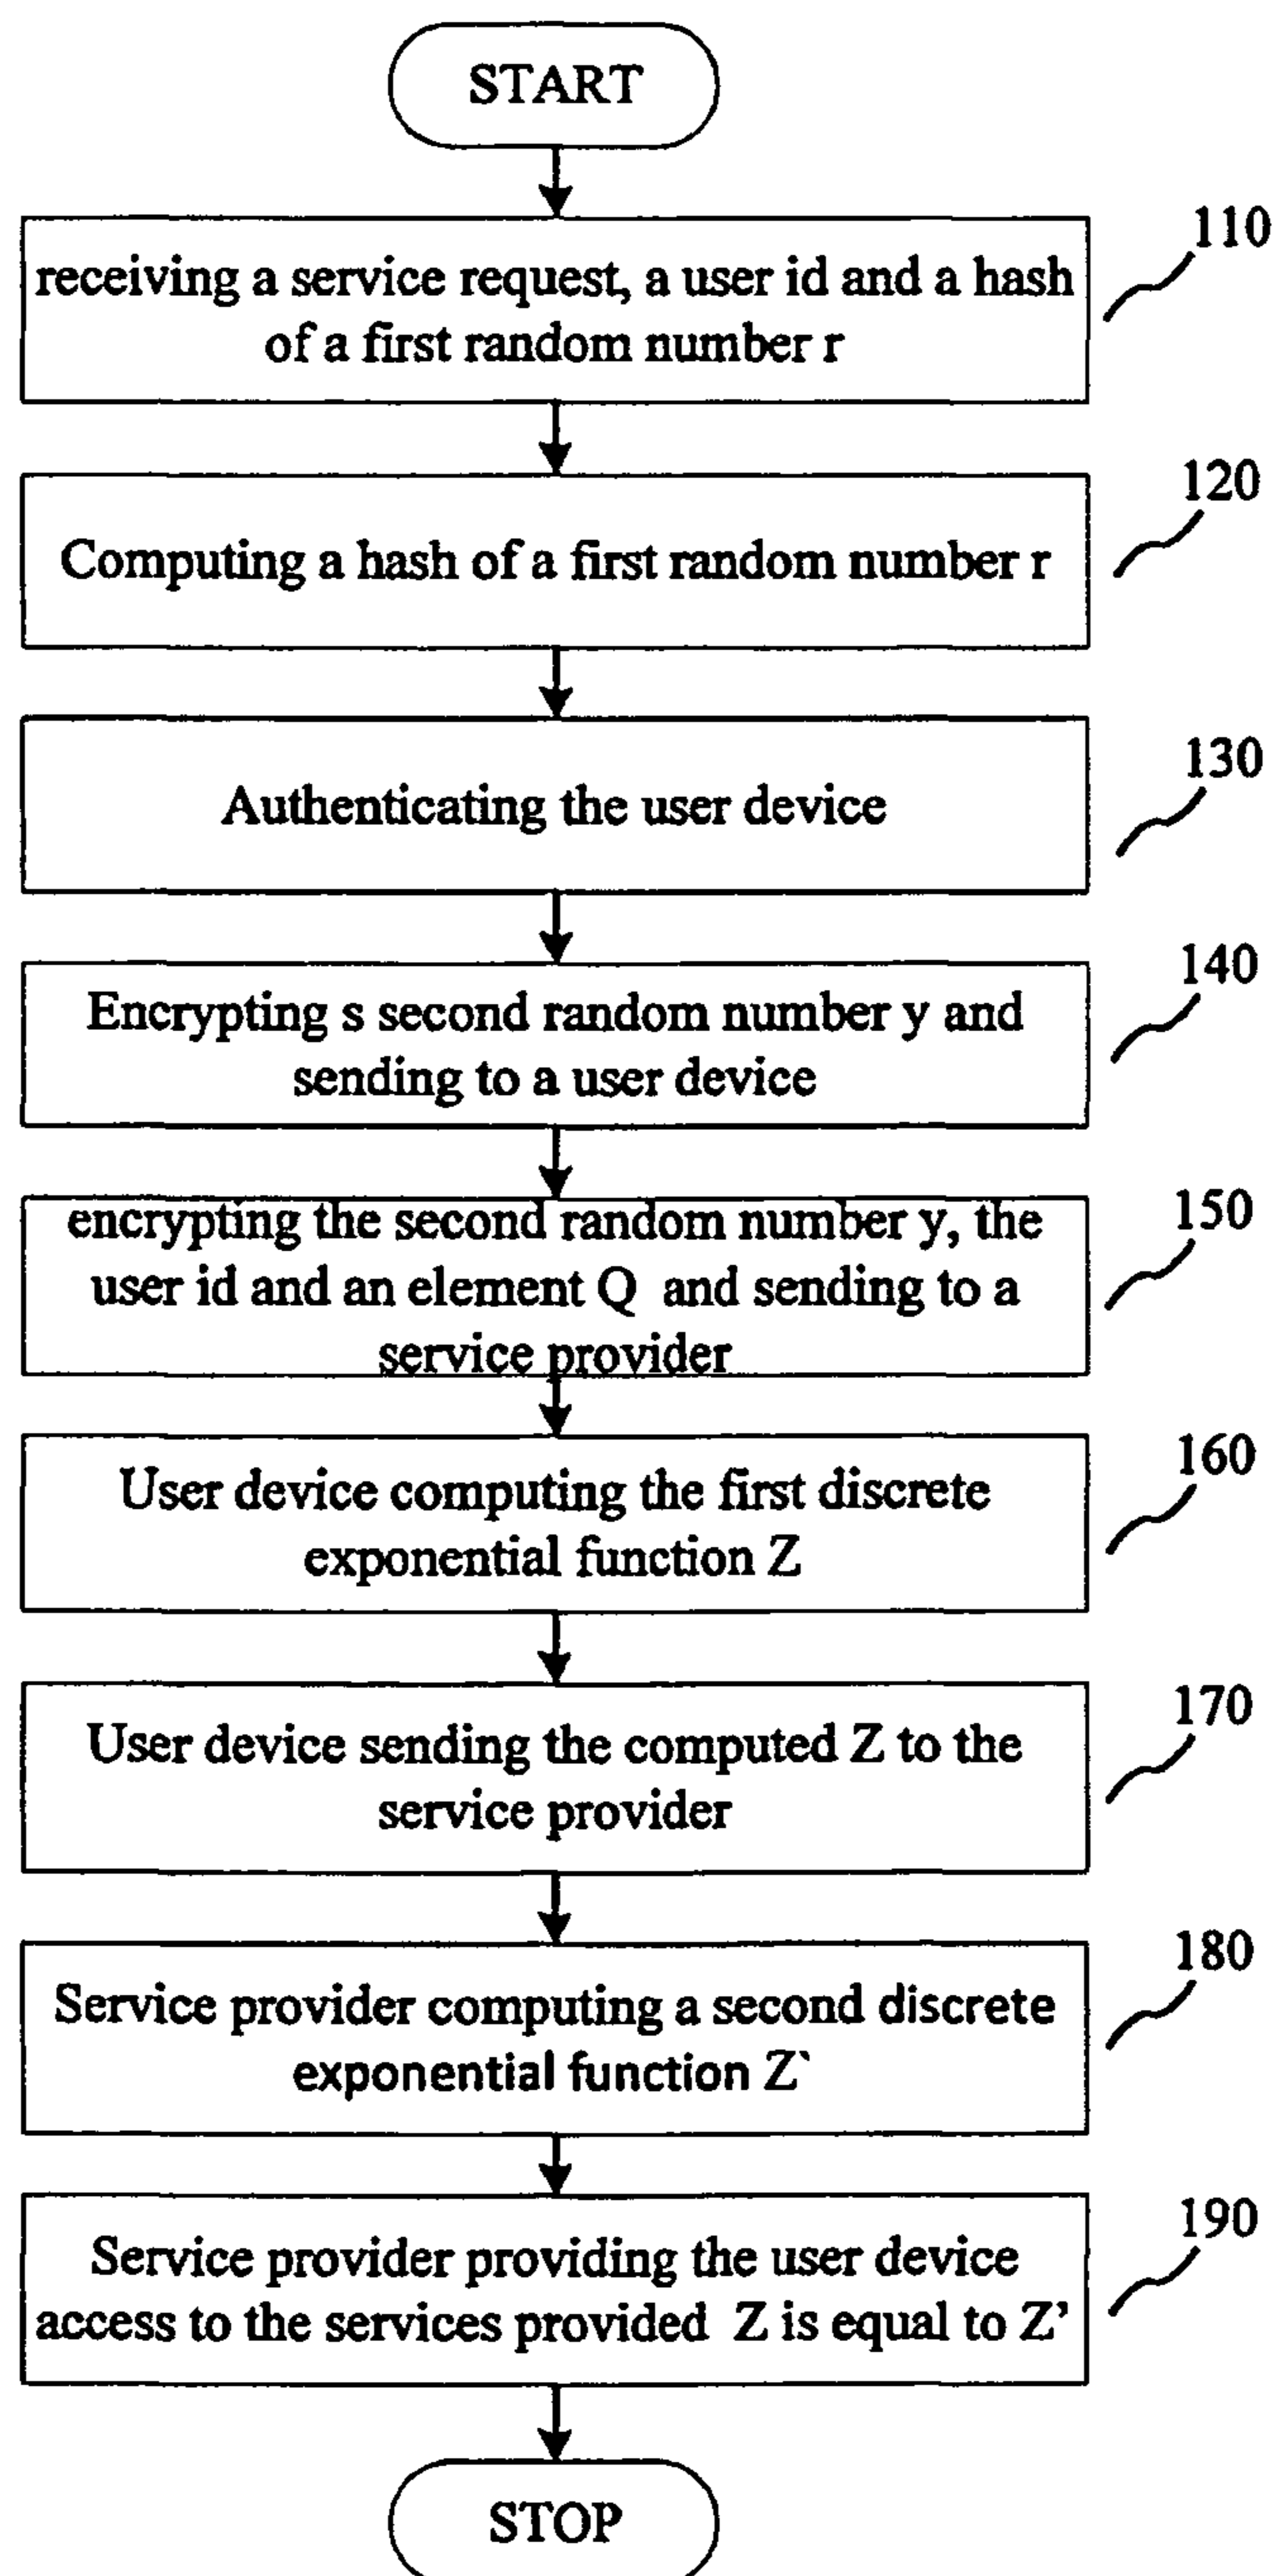 START
receiving a service request, a user id and a hash
of a first random number r
110
Computing a hash of a first random number r
120
Authenticating the user device
130
Encrypting s second random number y and
sending to a user device
140
encrypting the second random number y, the
user id and an element Q and sending to a
service provider
150
User device computing the first discrete
exponential function Z
160
User device sending the computed Z to the
service provider
170
Service provider computing a second discrete
exponential function Z`
180
Service provider providing the user device
access to the services provided Z is equal to Z’
190
STOP